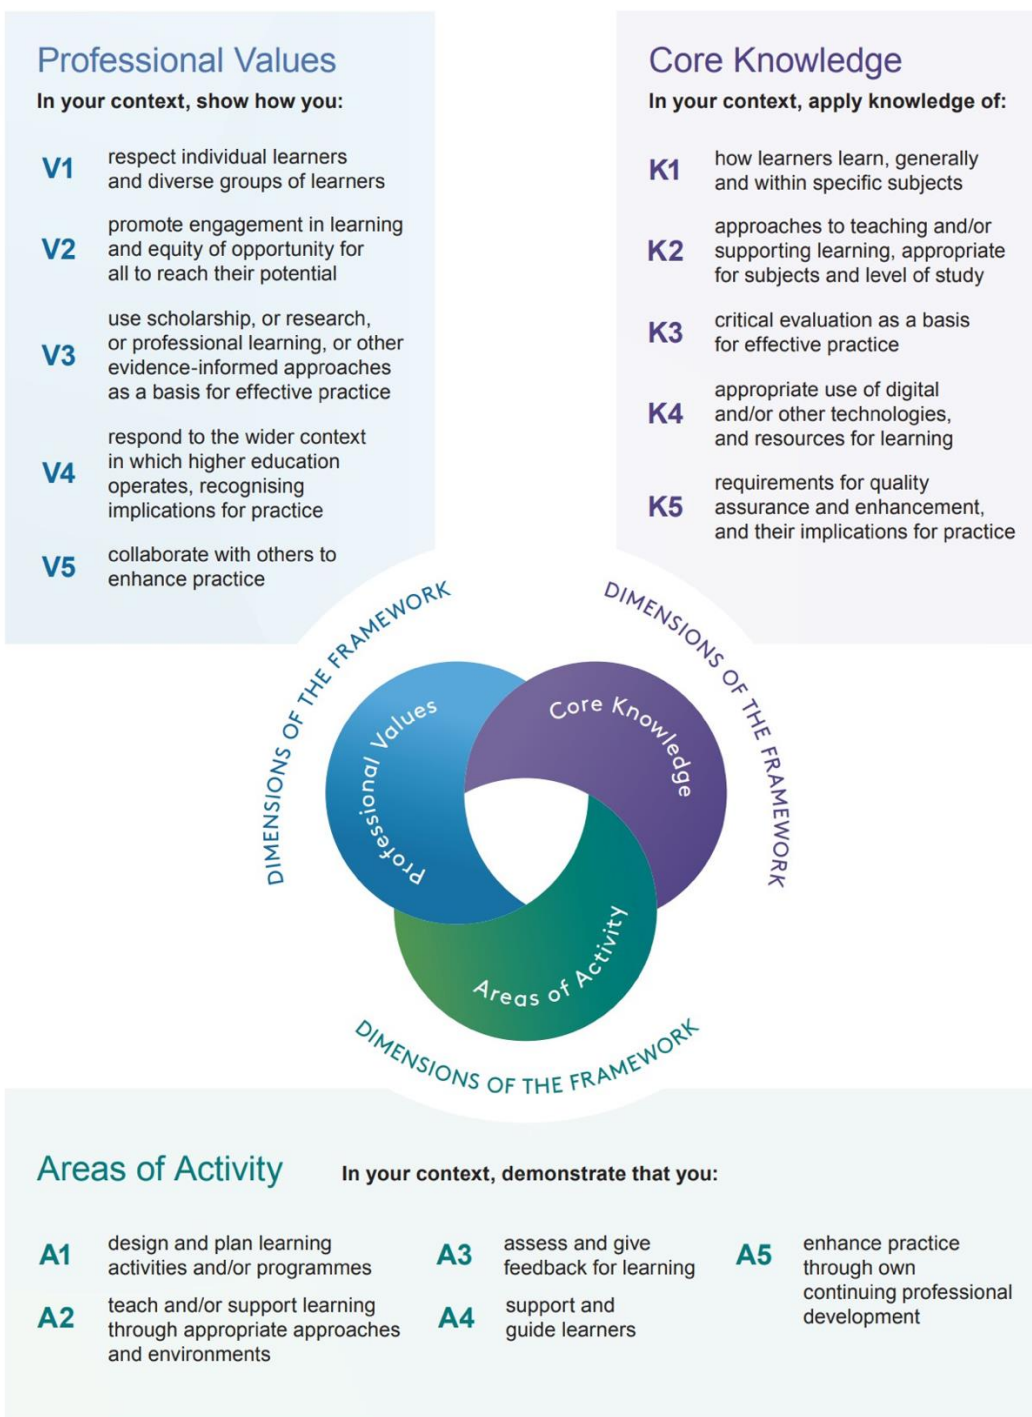 Professional Values
In your context, show how you:
V1
respect individual learners
and diverse groups of learners
V2
promote engagement in learning
and equity of opportunity for
all to reach their potential
V3
use scholarship, or research,
or professional learning, or other
evidence-informed approaches
as a basis for effective practice
V4
respond to the wider context
in which higher education
operates, recognising
implications for practice
V5
collaborate with others to
enhance practice
Core Knowledge
In your context, apply knowledge of:
K1
how learners learn, generally
and within specific subjects
K2
approaches to teaching and/or
supporting learning, appropriate
for subjects and level of study
K3
critical evaluation as a basis
for effective practice
K4
appropriate use of digital
and/or other technologies,
and resources for learning
K5
requirements for quality
assurance and enhancement,
and their implications for practice
DIMENSIONS OF THE FRAMEWORK
DIMENSIONS OF THE FRAMEWORK
Professional Values
Core Knowledge
Areas of Activity
DIMENSIONS OF THE FRAMEWORK
Areas of Activity
In your context, demonstrate that you:
A1
design and plan learning
activities and/or programmes
A2
teach and/or support learning
through appropriate approaches
and environments
A3
assess and give
feedback for learning
A4
support and
guide learners
A5
enhance practice
through own
continuing professional
development